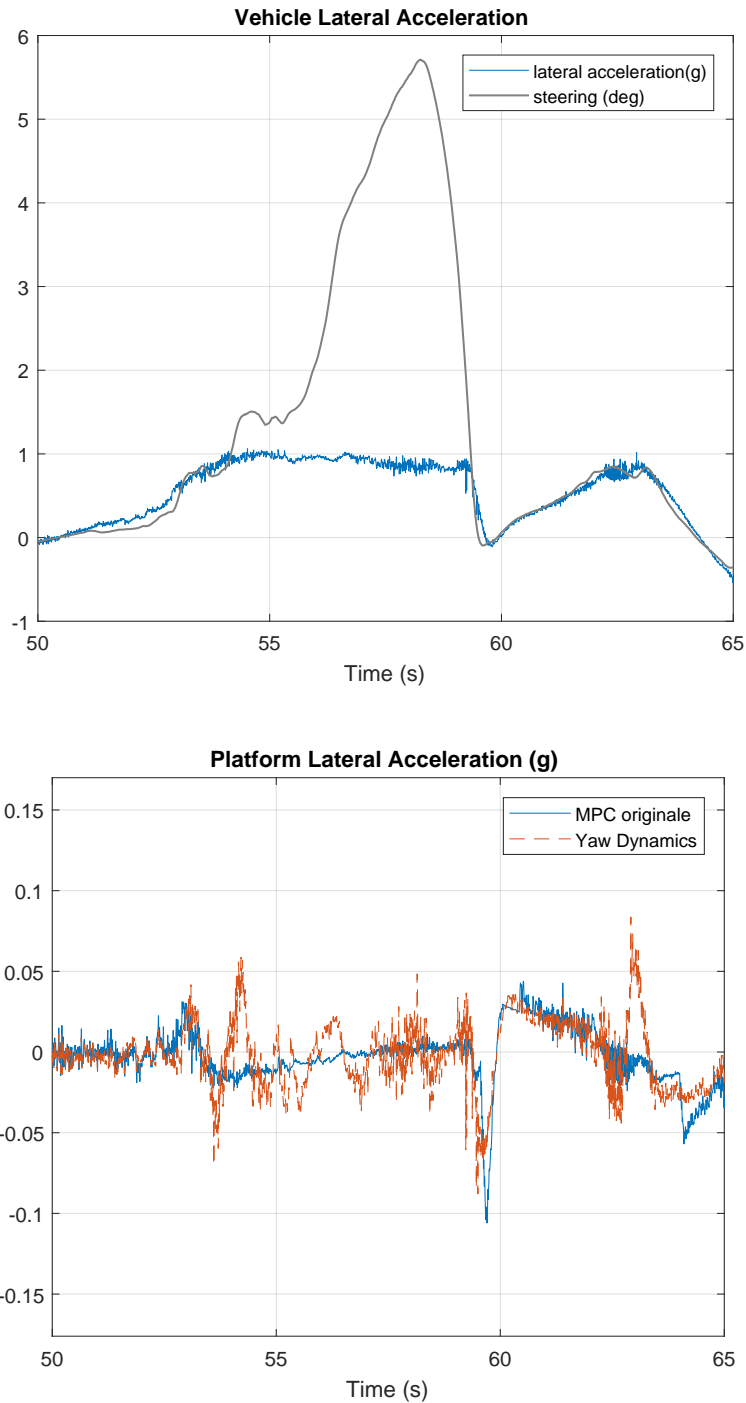 Vehicle Lateral Acceleration
6
lateral acceleration(g)
steering (deg)
5
4
3
2
1
0
-1
50
55
60
65
Time (s)
Platform Lateral Acceleration (g)
0.15
MPC originale
Yaw Dynamics
0.1
0.05
0
-0.05
-0.1
-0.15
50
55
60
65
Time (s)